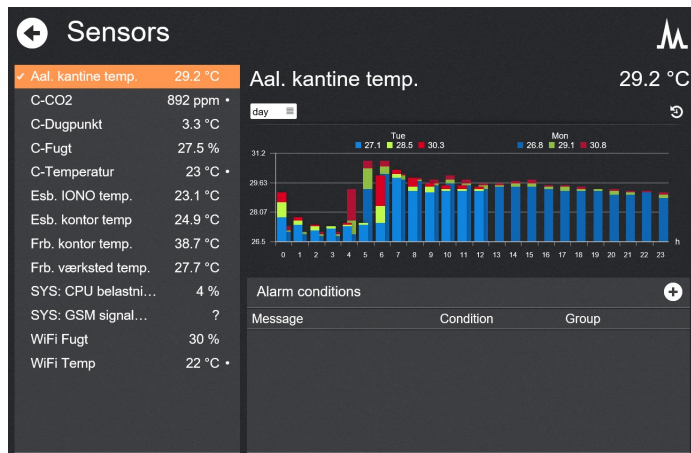 Sensors
Aal. kantine temp. 29.2 °C
C-CO2 892 ppm •
C-Dugpunkt 3.3 °C
C-Fugt 27.5 %
C-Temperatur 23 °C •
Esb. IONO temp. 23.1 °C
Esb. kontor temp 24.9 °C
Frb. kontor temp. 38.7 °C
Frb. værksted temp. 27.7 °C
SYS: CPU belastni... 4 %
SYS: GSM signal... ?
WiFi Fugt 30 %
WiFi Temp 22 °C •
Aal. kantine temp. 29.2 °C
day
Tue Mon
27.1 28.5 30.3 26.8 29.1 30.8
31.2
29.63
28.07
26.5 h
0 1 2 3 4 5 6 7 8 9 10 11 12 13 14 15 16 17 18 19 20 21 22 23
Alarm conditions
Message Condition Group